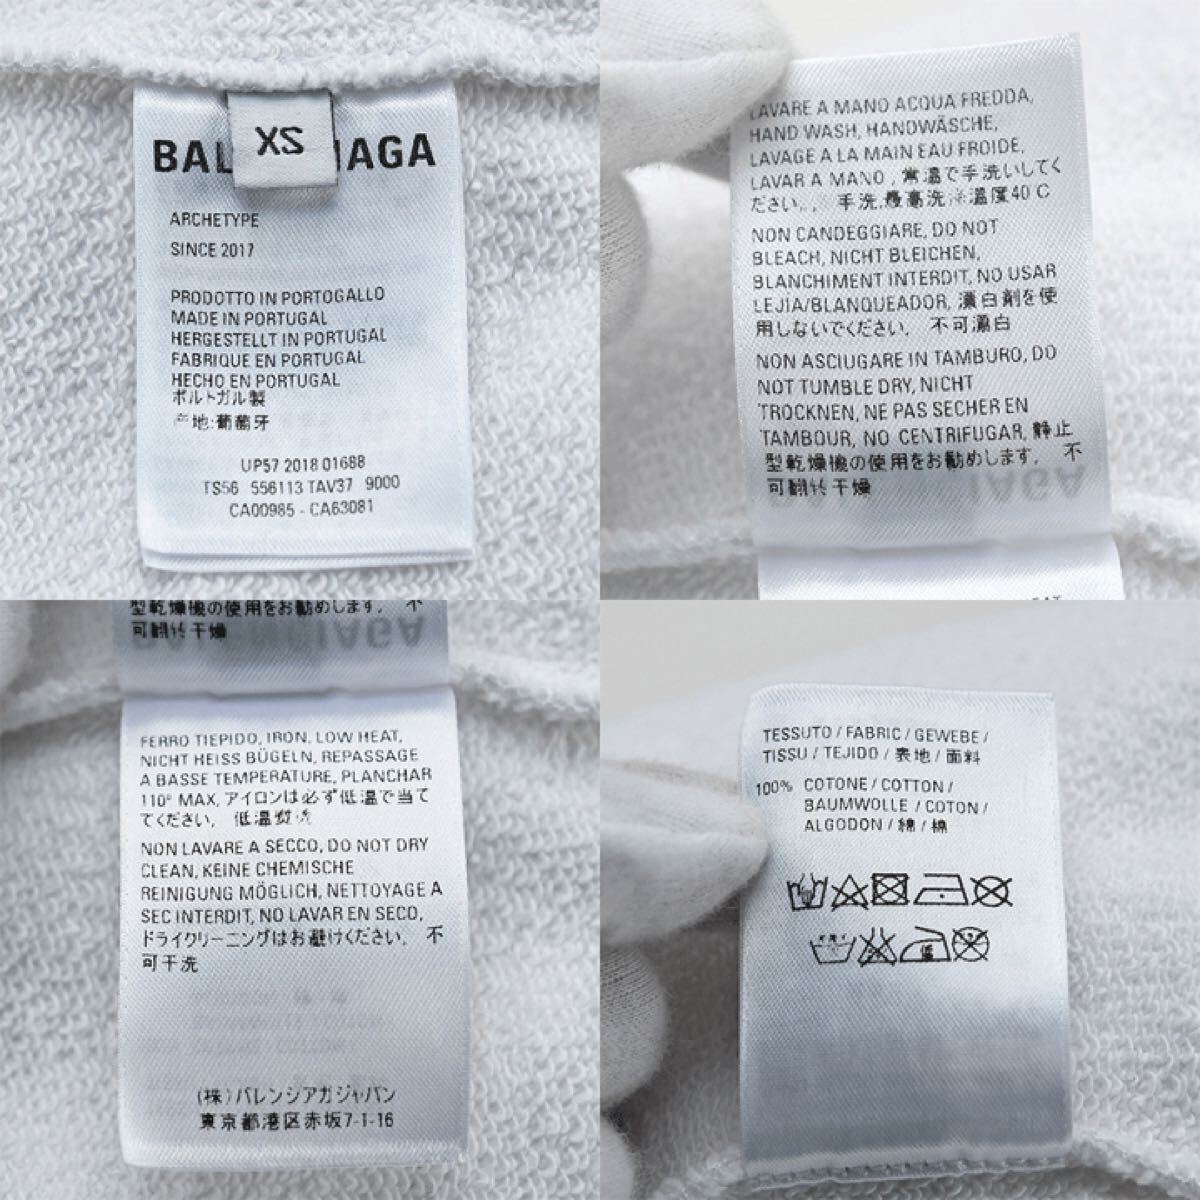 XS
ARCHETYPE
SINCE 2017
PRODOTTO IN PORTOGALLO
MADE IN PORTUGAL
HERGESTELLT IN PORTUGAL
FABRIQUE EN PORTUGAL
HECHO EN PORTUGAL
ポルトガル製
产地:葡萄牙
UP57 2018 01688
TS56 556113 TAV37 9000
CA00985 - CA63081
LAVARE A MANO ACQUA FREDDA,
HAND WASH, HANDWÄSCHE,
LAVAGE A LA MAIN EAU FROIDE,
LAVAR A MANO , 常温で手洗いしてく
ださい。, 手洗,最高洗涤温度40 C
NON CANDEGGIARE, DO NOT
BLEACH, NICHT BLEICHEN,
BLANCHIMENT INTERDIT, NO USAR
LEJIA/BLANQUEADOR, 漂白剤を使
用しないでください, 不可漂白
NON ASCIUGARE IN TAMBURO, DO
NOT TUMBLE DRY, NICHT
TROCKNEN, NE PAS SECHER EN
TAMBOUR, NO CENTRIFUGAR, 静止
型乾燥機の使用をお勧めします, 不
可翻转干燥
型乾燥機の使用をお勧めします, 不
可翻转干燥
FERRO TIEPIDO, IRON, LOW HEAT,
NICHT HEISS BÜGELN, REPASSAGE
A BASSE TEMPERATURE, PLANCHAR
110° MAX, アイロンは必ず低温で当て
てください, 低温熨烫
NON LAVARE A SECCO, DO NOT DRY
CLEAN, KEINE CHEMISCHE
REINIGUNG MÖGLICH, NETTOYAGE A
SEC INTERDIT, NO LAVAR EN SECO,
ドライクリーニングはお避けください, 不
可干洗
(株)バレンシアガジャパン
東京都港区赤坂7-1-16
TESSUTO / FABRIC / GEWEBE /
TISSU / TEJIDO / 表地 / 面料
100% COTONE / COTTON /
BAUMWOLLE / COTON /
ALGODON / 綿 / 棉
低